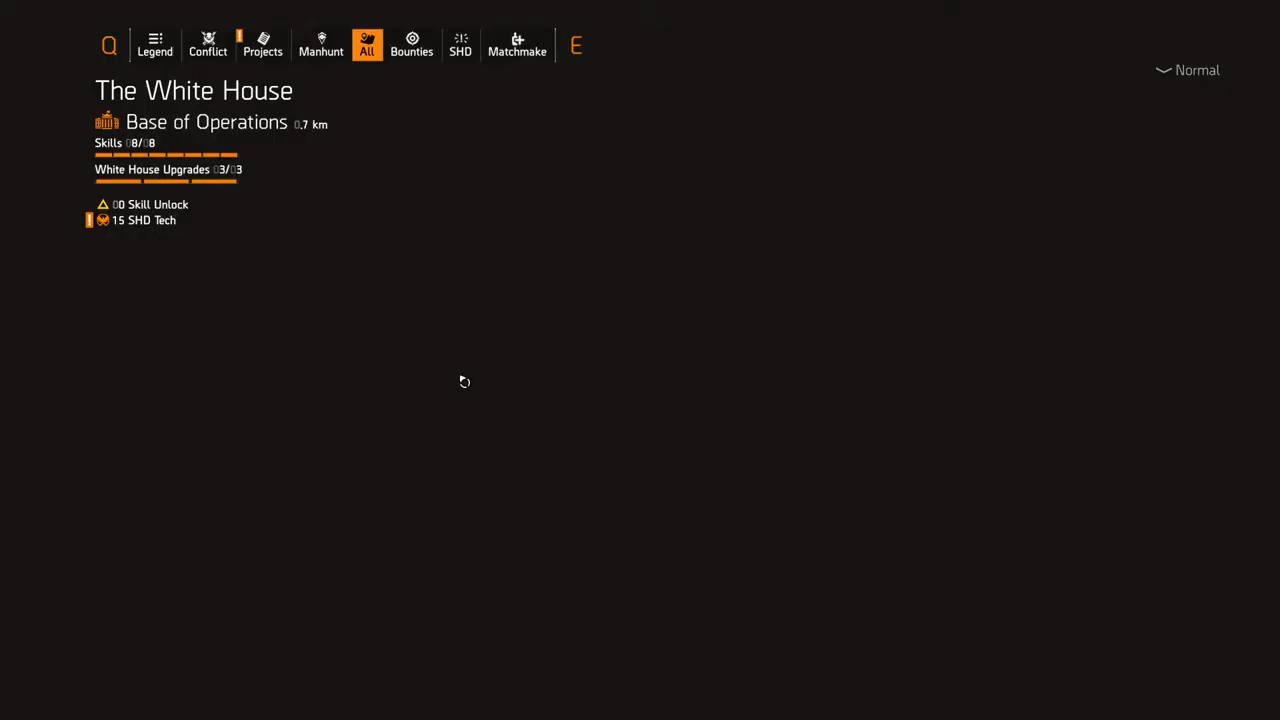 Q Legend Conflict Projects Manhunt All Bounties SHD Matchmake E
Normal
The White House
Base of Operations 0.7 km
Skills 08/08
White House Upgrades 03/03
00 Skill Unlock
15 SHD Tech